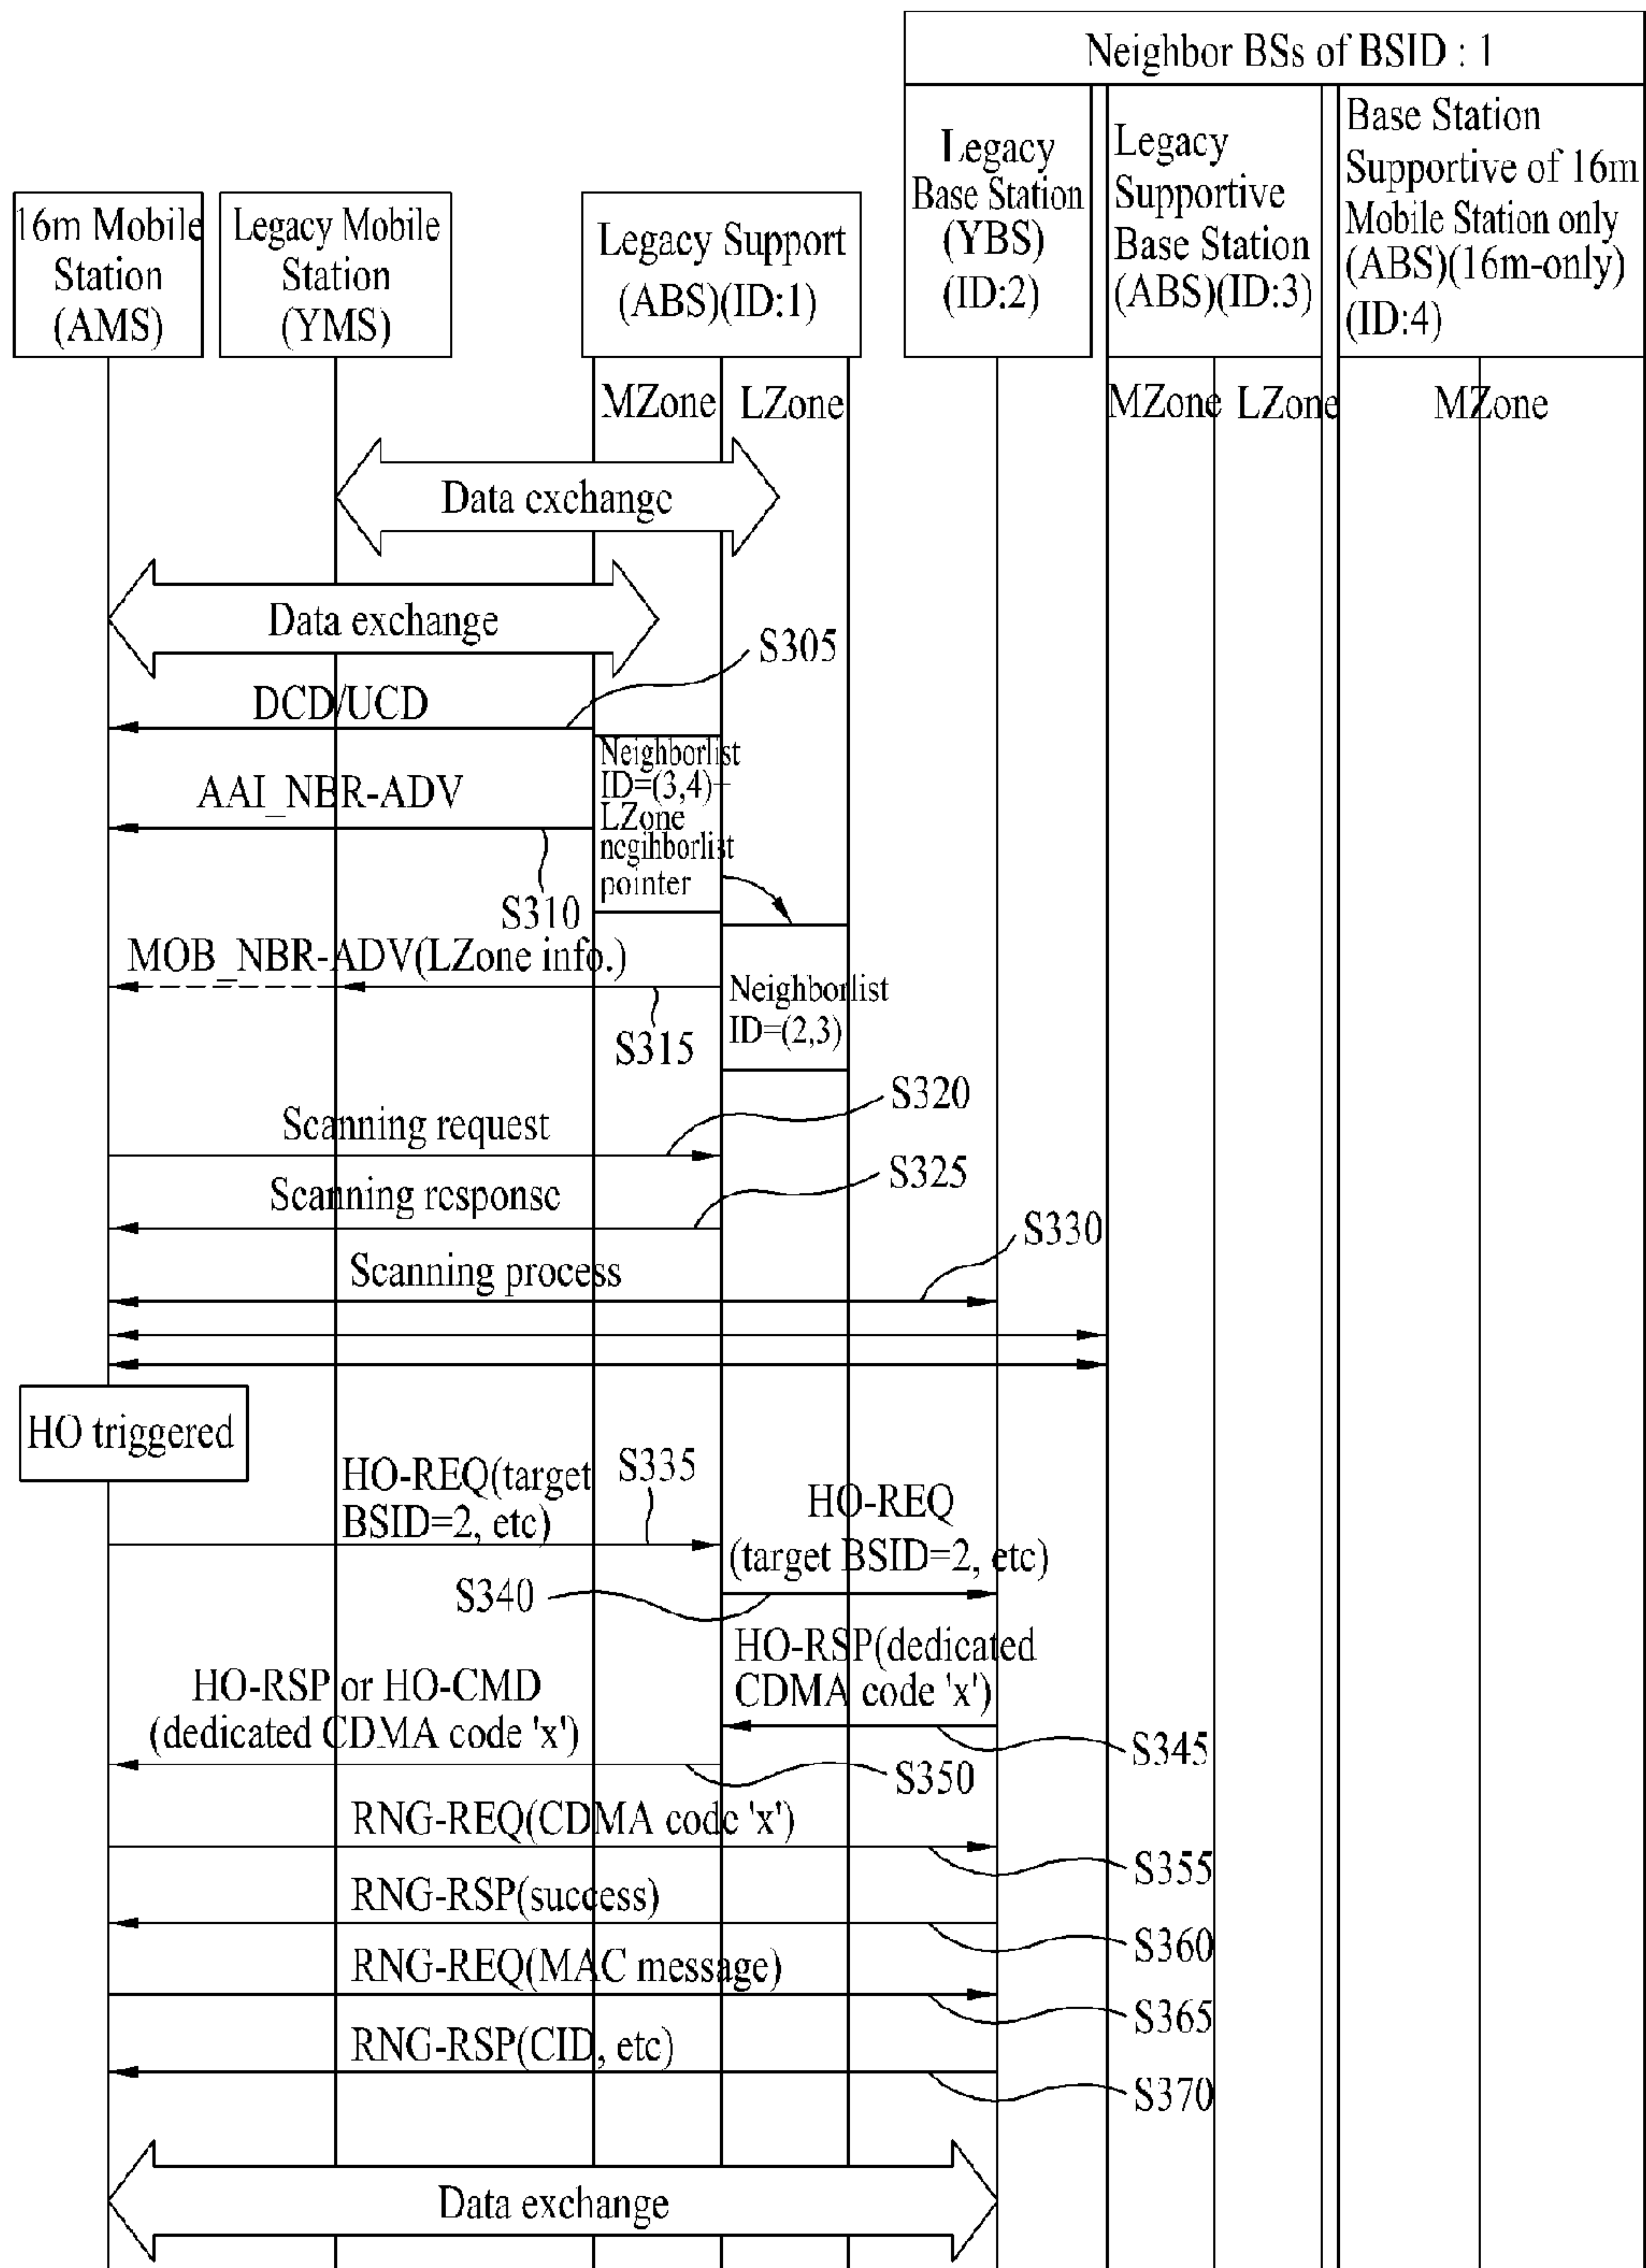 Neighbor BSs of BSID : 1
16m Mobile
Station
(AMS)
Legacy Mobile
Station
(YMS)
Legacy Support
(ABS)(ID:1)
Legacy
Base Station
(YBS)
(ID:2)
Legacy
Supportive
Base Station
(ABS)(ID:3)
Base Station
Supportive of 16m
Mobile Station only
(ABS)(16m-only)
(ID:4)
MZone
LZone
MZone
LZone
MZone
Data exchange
Data exchange
S305
DCD/UCD
Neighborlist
ID=(3,4)+
LZone
negihborlist
pointer
AAI_NBR-ADV
S310
MOB_NBR-ADV(LZone info.)
Neighborlist
ID=(2,3)
S315
S320
Scanning request
S325
Scanning response
S330
Scanning process
HO triggered
HO-REQ(target
BSID=2, etc)
S335
HO-REQ
(target BSID=2, etc)
S340
HO-RSP(dedicated
CDMA code 'x')
HO-RSP or HO-CMD
(dedicated CDMA code 'x')
S345
S350
RNG-REQ(CDMA code 'x')
S355
RNG-RSP(success)
S360
RNG-REQ(MAC message)
S365
RNG-RSP(CID, etc)
S370
Data exchange